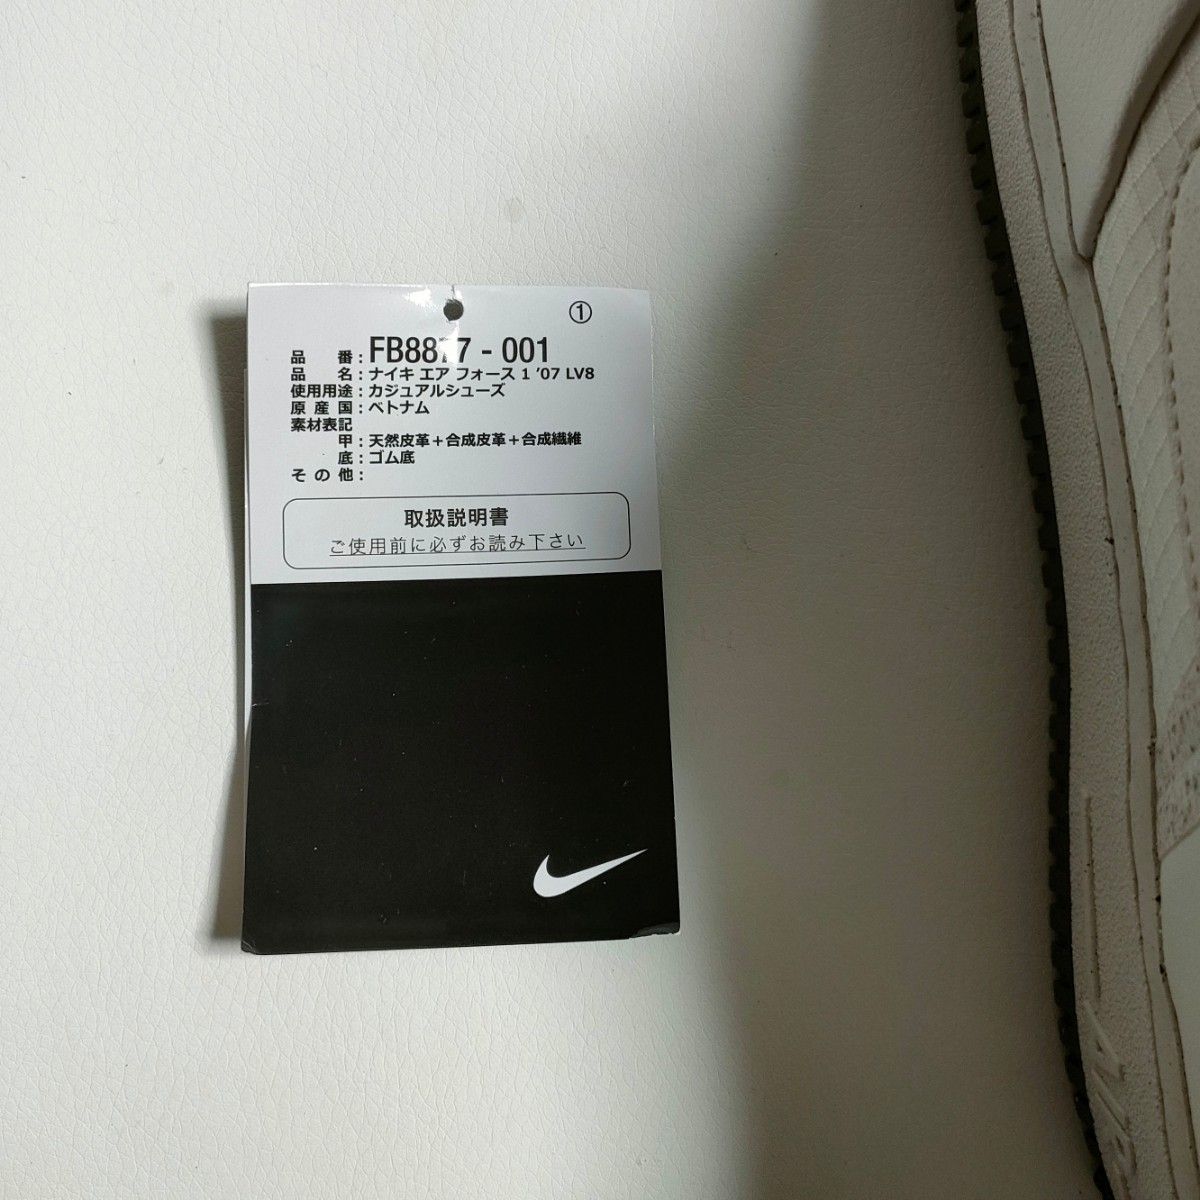 ①
品番：FB8877 - 001
品名：ナイキ エア フォース 1 '07 LV8
使用用途：カジュアルシューズ
原産国：ベトナム
素材表記
甲：天然皮革＋合成皮革＋合成繊維
底：ゴム底
その他：
取扱説明書
ご使用前に必ずお読み下さい